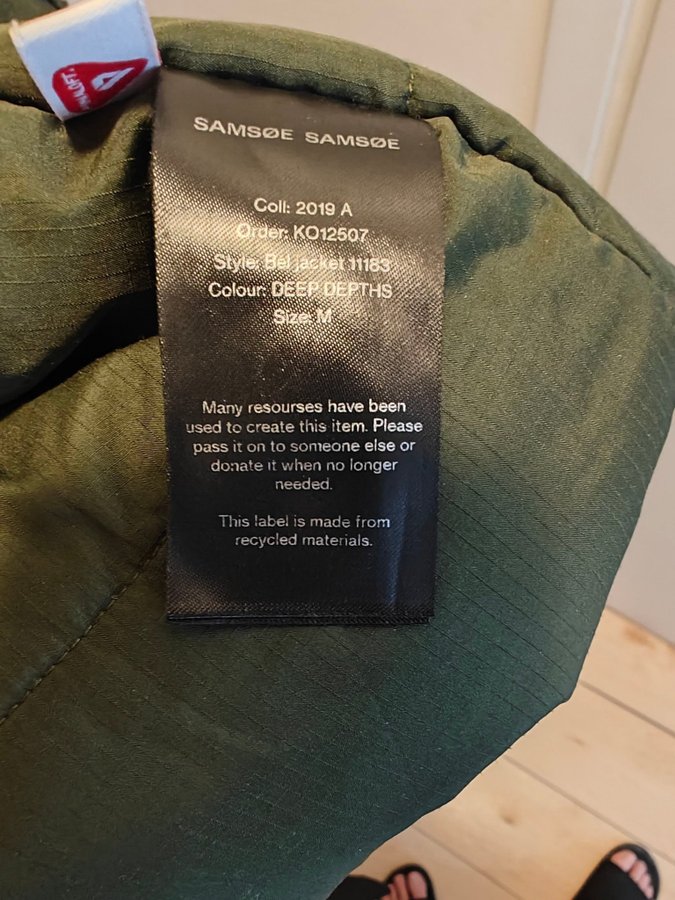 SAMSØE SAMSØE
Coll: 2019 A
Order: KO12507
Style: Bel jacket 11183
Colour: DEEP DEPTHS
Size: M
Many resourses have been
used to create this item. Please
pass it on to someone else or
donate it when no longer
needed.
This label is made from
recycled materials.